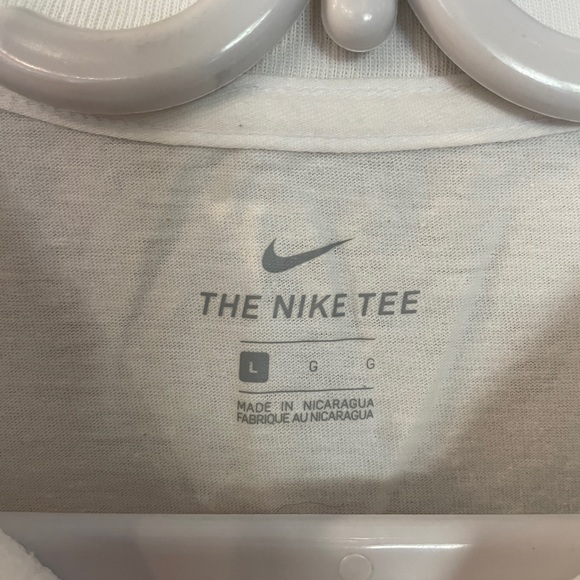 THE NIKE TEE
L G G
MADE IN NICARAGUA
FABRIQUE AU NICARAGUA